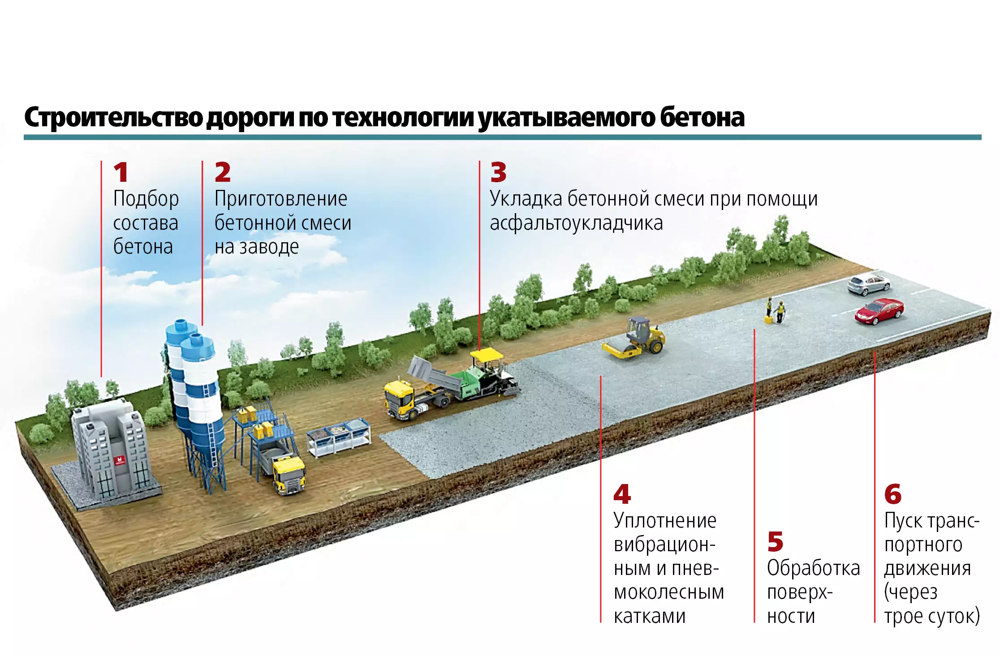 Строительство дороги по технологии укатываемого бетона
1
Подбор
состава
бетона
2
Приготовление
бетонной смеси
на заводе
3
Укладка бетонной смеси при помощи
асфальтоукладчика
4
Уплотнение
вибрацион-
ным и пнев-
моколесным
катками
5
Обработка
поверх-
ности
6
Пуск транс-
портного
движения
(через
трое суток)